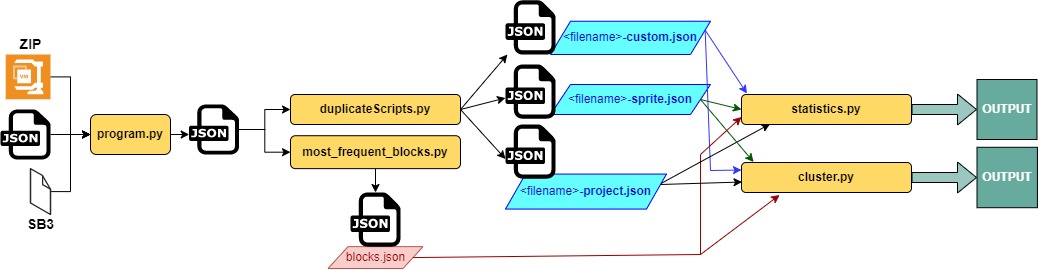 ZIP
VM
JSON
SB3
program.py
JSON
duplicateScripts.py
most_frequent_blocks.py
JSON
blocks.json
JSON
<filename>-custom.json
JSON
<filename>-sprite.json
JSON
<filename>-project.json
statistics.py
OUTPUT
cluster.py
OUTPUT